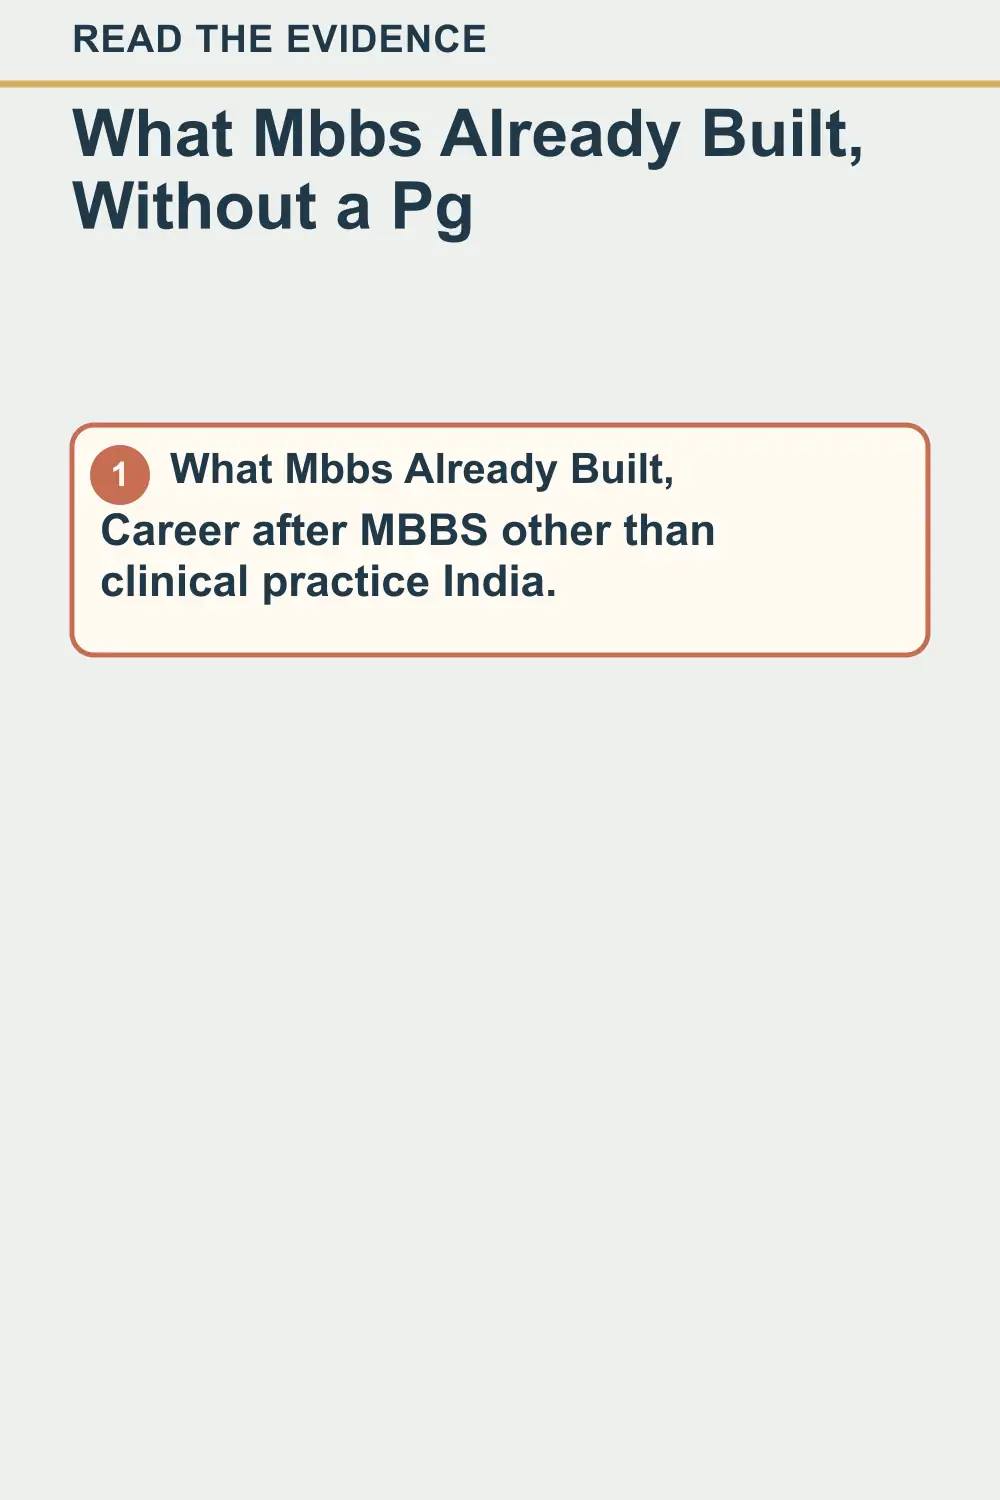 READ THE EVIDENCE
What Mbbs Already Built,
Without a Pg
1 What Mbbs Already Built,
Career after MBBS other than
clinical practice India.